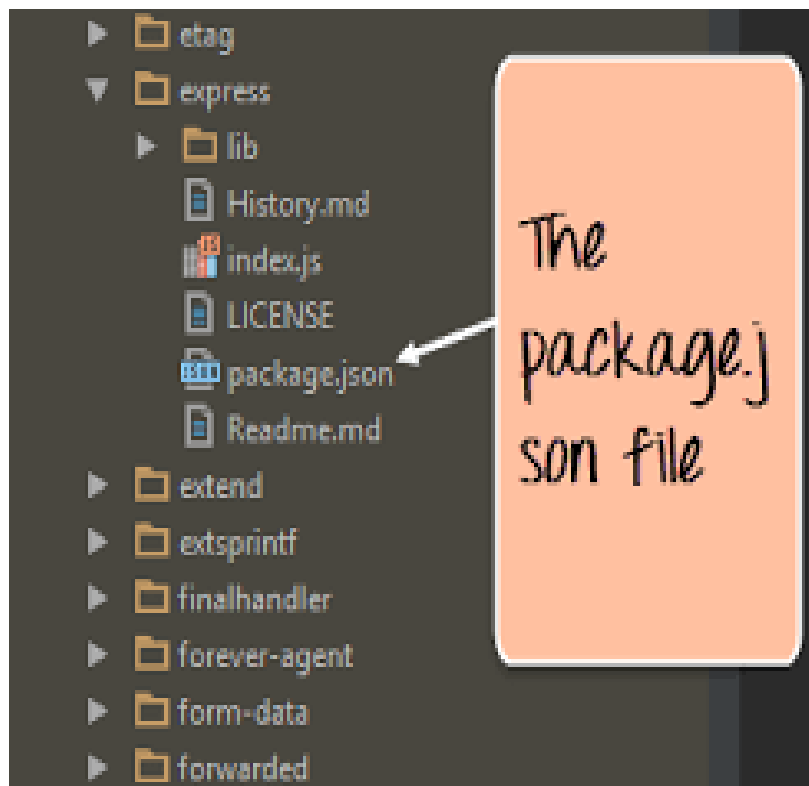 etag
express
lib
History.md
index.js
LICENSE
package.json
Readme.md
extend
extsprintf
finalhandler
forever-agent
form-data
forwarded
The
package.j
son file